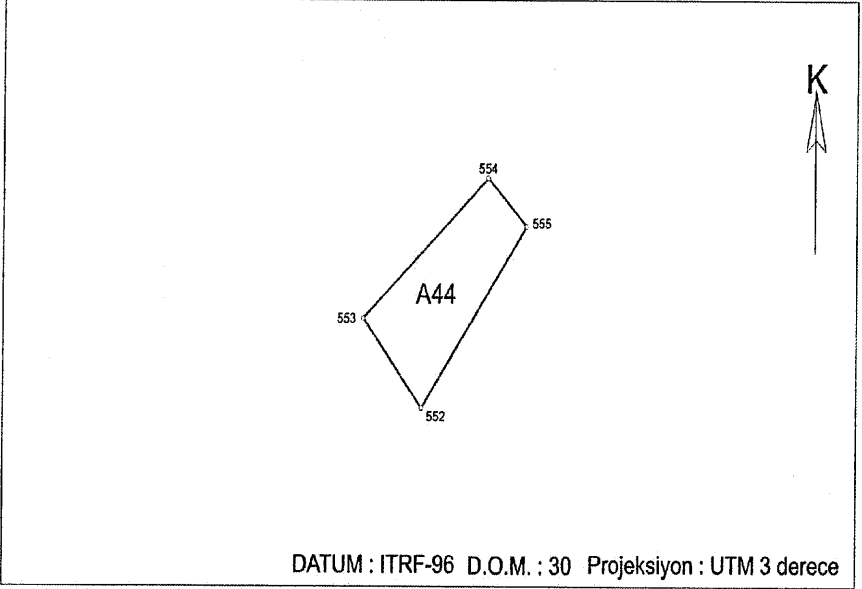 K
554
555
A44
553
552
DATUM : ITRF-96 D.O.M. : 30 Projeksiyon : UTM 3 derece